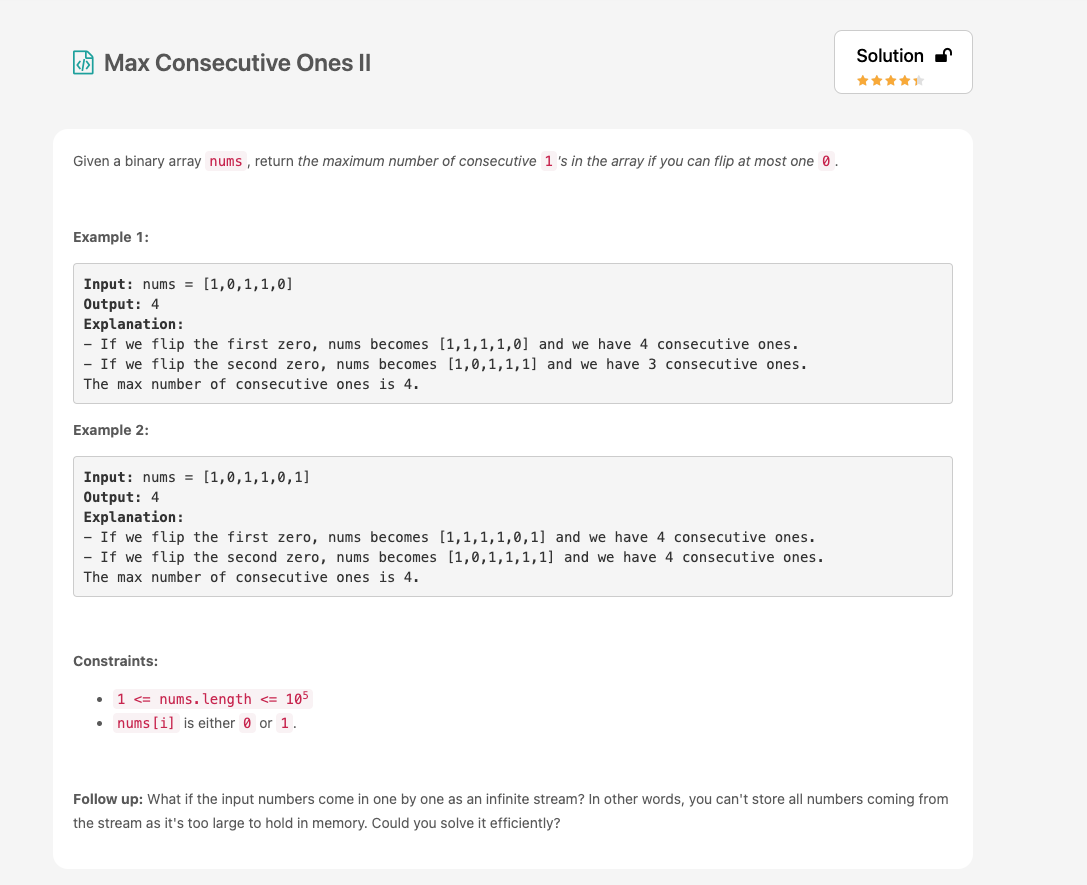 Max Consecutive Ones II
Solution
Given a binary array nums, return the maximum number of consecutive 1's in the array if you can flip at most one 0.
Example 1:
Input: nums = [1,0,1,1,0]
Output: 4
Explanation:
- If we flip the first zero, nums becomes [1,1,1,1,0] and we have 4 consecutive ones.
- If we flip the second zero, nums becomes [1,0,1,1,1] and we have 3 consecutive ones.
The max number of consecutive ones is 4.
Example 2:
Input: nums = [1,0,1,1,0,1]
Output: 4
Explanation:
- If we flip the first zero, nums becomes [1,1,1,1,0,1] and we have 4 consecutive ones.
- If we flip the second zero, nums becomes [1,0,1,1,1,1] and we have 4 consecutive ones.
The max number of consecutive ones is 4.
Constraints:
• 1 <= nums.length <= 10⁵
• nums[i] is either 0 or 1.
Follow up: What if the input numbers come in one by one as an infinite stream? In other words, you can't store all numbers coming from
the stream as it's too large to hold in memory. Could you solve it efficiently?